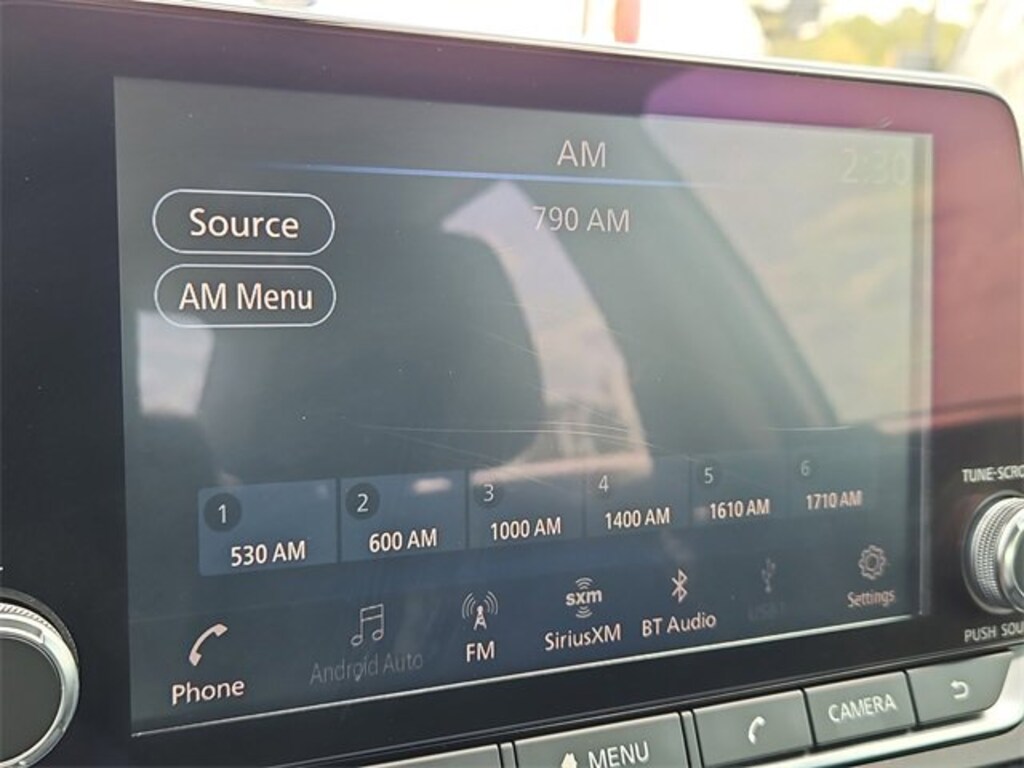 AM
2:30
Source
790 AM
AM Menu
1
2
3
4
5
6
530 AM
600 AM
1000 AM
1400 AM
1610 AM
1710 AM
sxm
Phone
Android Auto
FM
SiriusXM
BT Audio
Settings
TUNE·SCRO
PUSH SOU
MENU
CAMERA